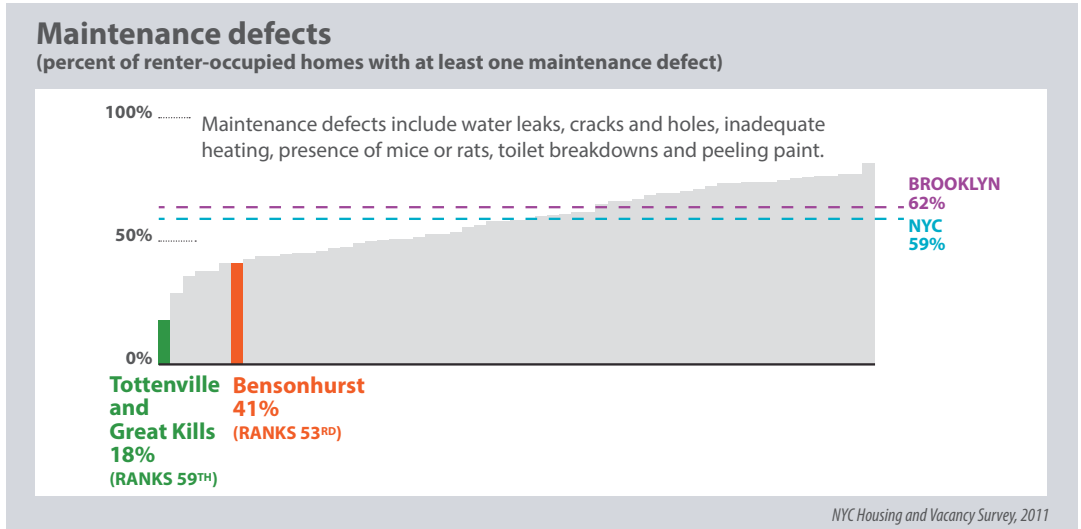 Maintenance defects
(percent of renter-occupied homes with at least one maintenance defect)
100%
Maintenance defects include water leaks, cracks and holes, inadequate
heating, presence of mice or rats, toilet breakdowns and peeling paint.
BROOKLYN
62%
NYC
59%
50%
0%
Tottenville
and
Great Kills
18%
(RANKS 59TH)
Bensonhurst
41%
(RANKS 53RD)
NYC Housing and Vacancy Survey, 2011